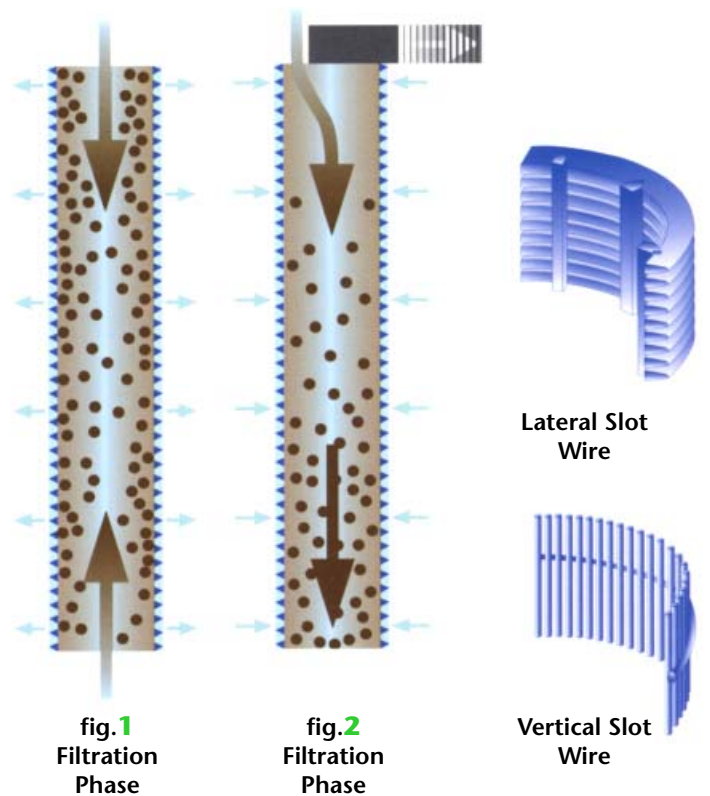 Lateral Slot
Wire
fig.1
Filtration
Phase
fig.2
Filtration
Phase
Vertical Slot
Wire